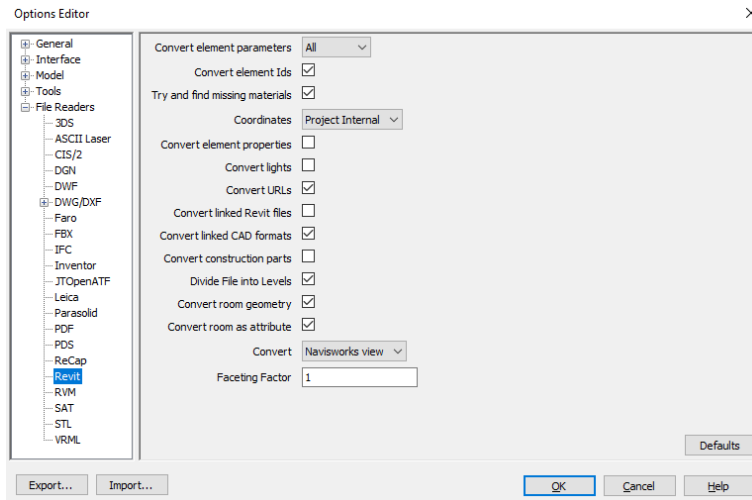 Options Editor
General
Interface
Model
Tools
File Readers
3DS
ASCII Laser
CIS/2
DGN
DWF
DWG/DXF
Faro
FBX
IFC
Inventor
JTOpenATF
Leica
Parasolid
PDF
PDS
ReCap
Revit
RVM
SAT
STL
VRML
Convert element parameters All
Convert element Ids
Try and find missing materials
Coordinates Project Internal
Convert element properties
Convert lights
Convert URLs
Convert linked Revit files
Convert linked CAD formats
Convert construction parts
Divide File into Levels
Convert room geometry
Convert room as attribute
Convert Navisworks view
Faceting Factor 1
Defaults
Export... Import... OK Cancel Help